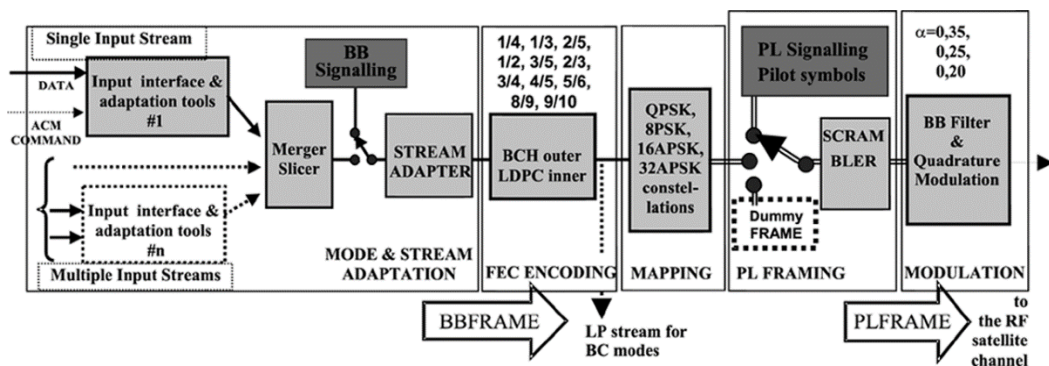 Single Input Stream
DATA
ACM
COMMAND
Input interface &
adaptation tools
#1
Input interface &
adaptation tools
#n
Multiple Input Streams
Merger
Slicer
BB
Signalling
STREAM
ADAPTER
MODE & STREAM
ADAPTATION
1/4, 1/3, 2/5,
1/2, 3/5, 2/3,
3/4, 4/5, 5/6,
8/9, 9/10
BCH outer
LDPC inner
FEC ENCODING
QPSK,
8PSK,
16APSK,
32APSK
constel-
lations
MAPPING
PL Signalling
Pilot symbols
Dummy
FRAME
SCRAM
BLER
PL FRAMING
α=0,35,
0,25,
0,20
BB Filter
&
Quadrature
Modulation
MODULATION
BBFRAME
LP stream for
BC modes
PLFRAME
to
the RF
satellite
channel